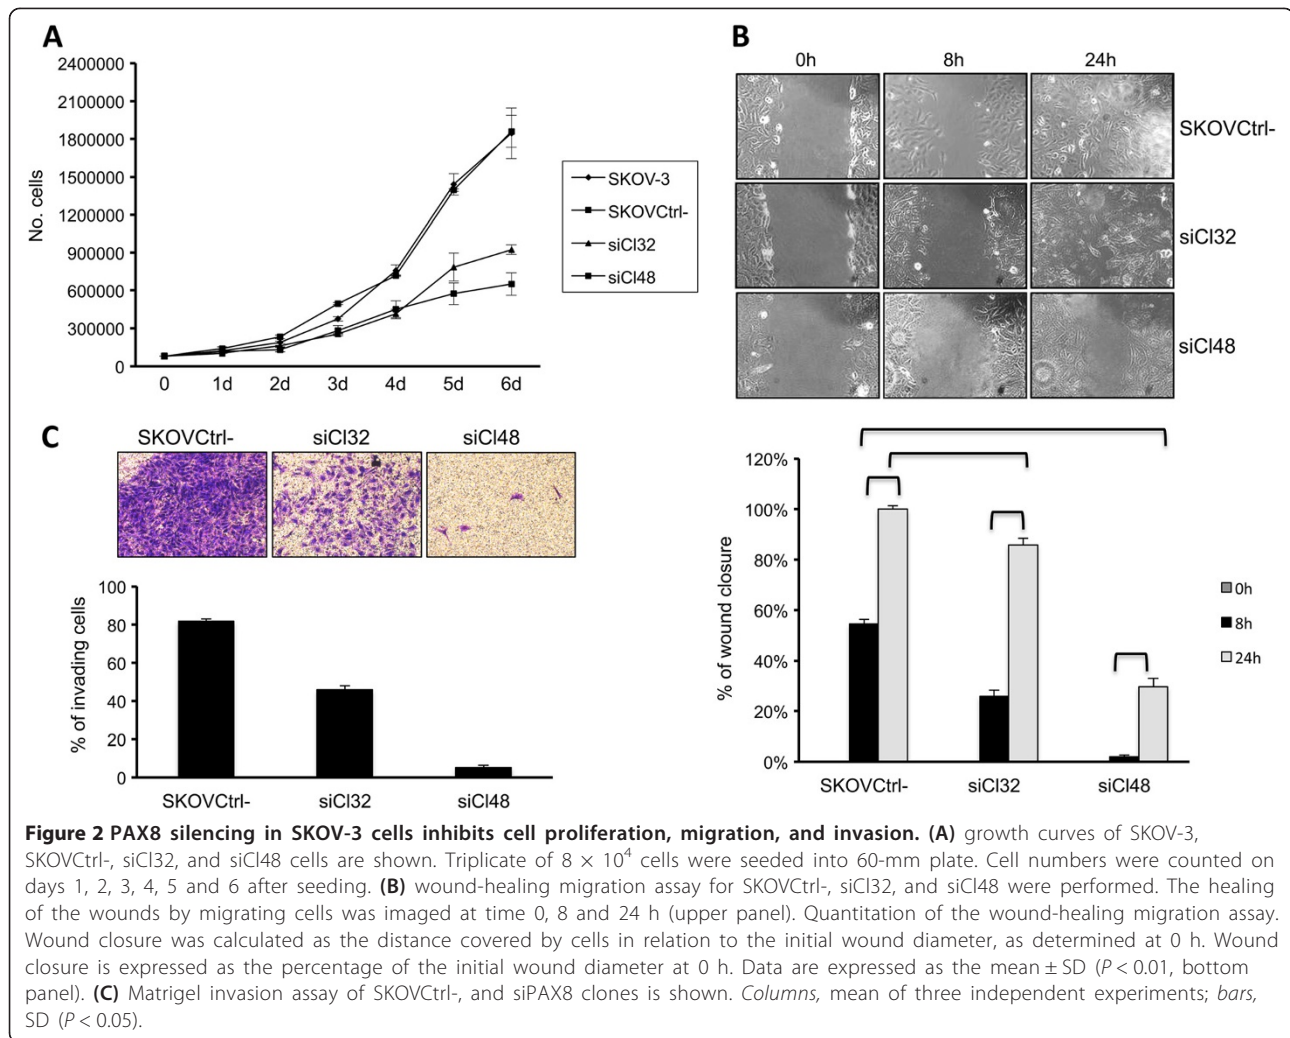 A
2400000
2100000
1800000
1500000
1200000
900000
600000
300000
0
No. cells
0 1d 2d 3d 4d 5d 6d
SKOV-3
SKOVCtrl-
siCl32
siCl48
B
0h 8h 24h
SKOVCtrl-
siCl32
siCl48
C
SKOVCtrl- siCl32 siCl48
100
80
60
40
20
0
% of invading cells
SKOVCtrl- siCl32 siCl48
120%
100%
80%
60%
40%
20%
0%
% of wound closure
SKOVCtrl- siCl32 siCl48
0h
8h
24h
Figure 2 PAX8 silencing in SKOV-3 cells inhibits cell proliferation, migration, and invasion. (A) growth curves of SKOV-3,
SKOVCtrl-, siCl32, and siCl48 cells are shown. Triplicate of 8 × 10⁴ cells were seeded into 60-mm plate. Cell numbers were counted on
days 1, 2, 3, 4, 5 and 6 after seeding. (B) wound-healing migration assay for SKOVCtrl-, siCl32, and siCl48 were performed. The healing
of the wounds by migrating cells was imaged at time 0, 8 and 24 h (upper panel). Quantitation of the wound-healing migration assay.
Wound closure was calculated as the distance covered by cells in relation to the initial wound diameter, as determined at 0 h. Wound
closure is expressed as the percentage of the initial wound diameter at 0 h. Data are expressed as the mean ± SD (P < 0.01, bottom
panel). (C) Matrigel invasion assay of SKOVCtrl-, and siPAX8 clones is shown. Columns, mean of three independent experiments; bars,
SD (P < 0.05).